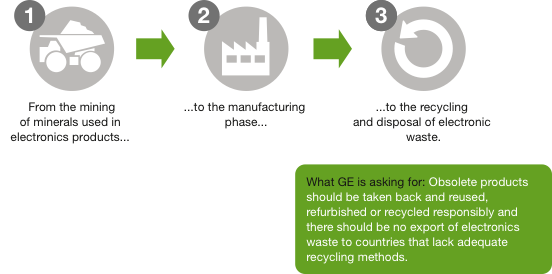 1
2
3
From the mining
of minerals used in
electronics products...
...to the manufacturing
phase...
...to the recycling
and disposal of electronic
waste.
What GE is asking for: Obsolete products
should be taken back and reused,
refurbished or recycled responsibly and
there should be no export of electronics
waste to countries that lack adequate
recycling methods.